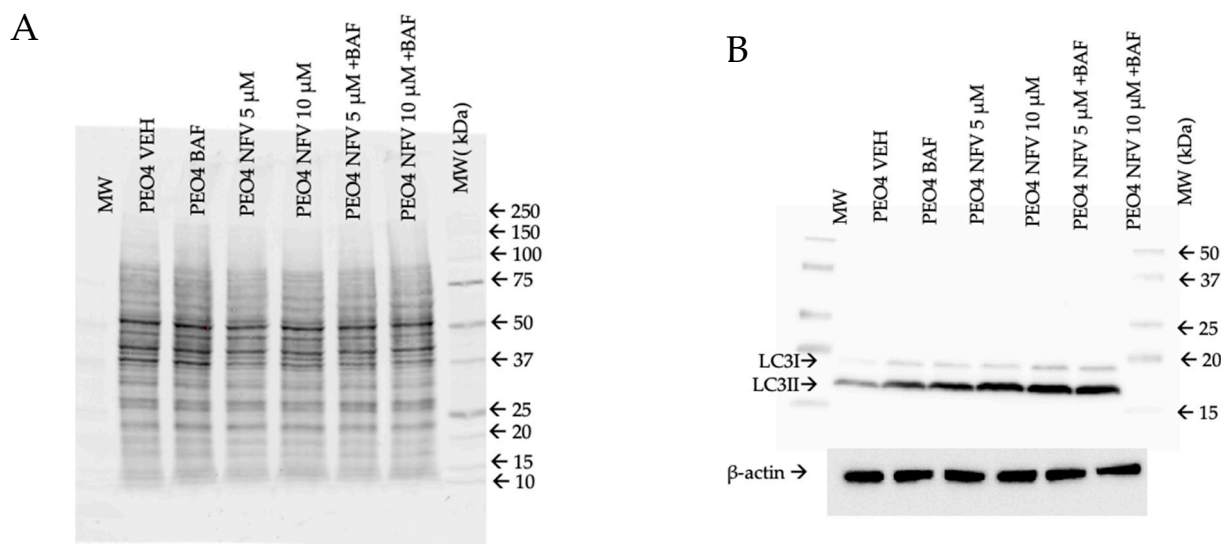 A
MW
PEO4 VEH
PEO4 BAF
PEO4 NFV 5 μM
PEO4 NFV 10 μM
PEO4 NFV 5 μM +BAF
PEO4 NFV 10 μM +BAF
MW( kDa)
←250
←150
←100
←75
←50
←37
←25
←20
←15
←10
B
MW
PEO4 VEH
PEO4 BAF
PEO4 NFV 5 μM
PEO4 NFV 10 μM
PEO4 NFV 5 μM +BAF
PEO4 NFV 10 μM +BAF
MW (kDa)
←50
←37
←25
←20
←15
LC3I→
LC3II→
β-actin →